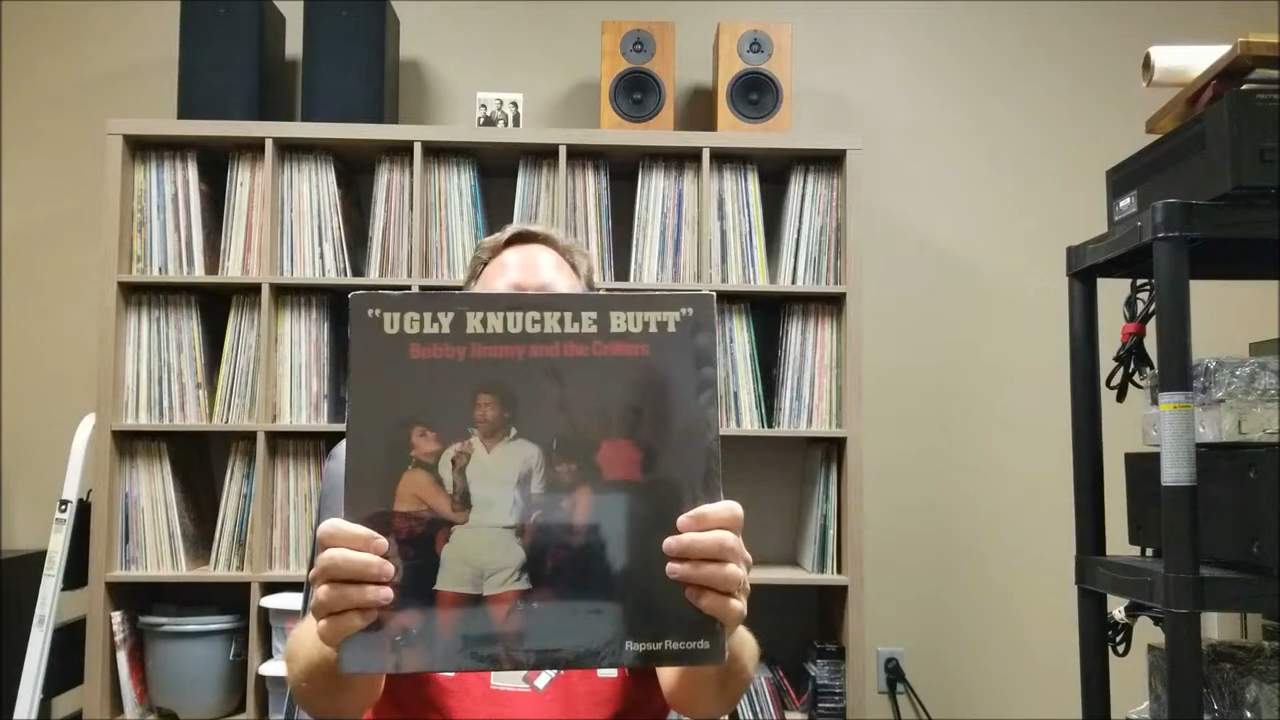 "UGLY KNUCKLE BUTT"
Bobby Jimmy and the Critters
Rapsur Records